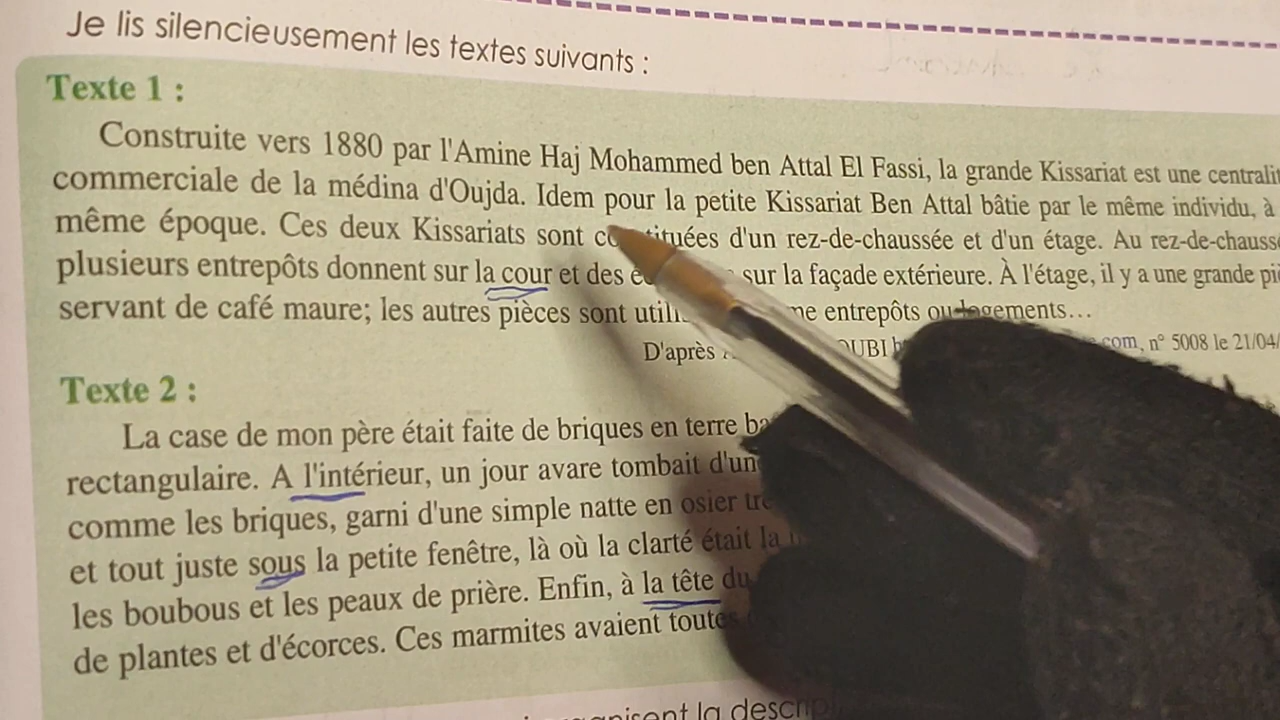 Je lis silencieusement les textes suivants :
Texte 1 :
Construite vers 1880 par l'Amine Haj Mohammed ben Attal El Fassi, la grande Kissariat est une
commerciale de la médina d'Oujda. Idem pour la petite Kissariat Ben Attal bâtie par le même individu, à
même époque. Ces deux Kissariats sont d'un rez-de-chaussée et d'un étage. Au
plusieurs entrepôts donnent sur la cour et des sur la façade extérieure. À l'étage, il y a une grande
servant de café maure; les autres pièces sont entrepôts ou logements...
D'après n° 5008 le 21/04/
Texte 2 :
La case de mon père était faite de briques en terre
rectangulaire. A l'intérieur, un jour avare tombait
comme les briques, garni d'une simple natte en osier
et tout juste sous la petite fenêtre, là où la clarté était la
les boubous et les peaux de prière. Enfin, à la tête du
de plantes et d'écorces. Ces marmites avaient toutes
la